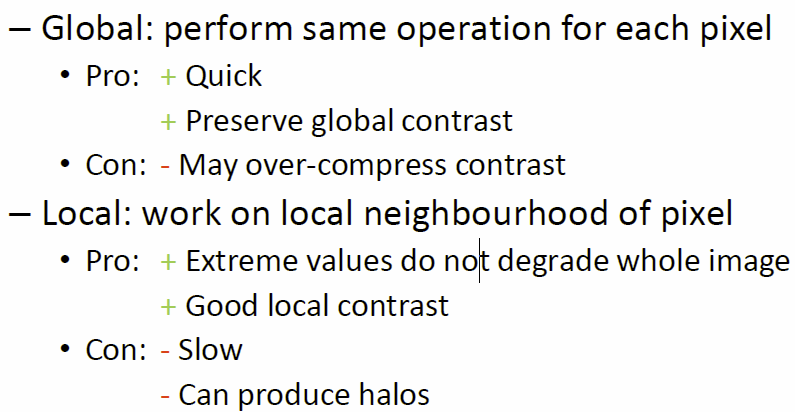 – Global: perform same operation for each pixel
• Pro: + Quick
+ Preserve global contrast
• Con: - May over-compress contrast
– Local: work on local neighbourhood of pixel
• Pro: + Extreme values do not degrade whole image
+ Good local contrast
• Con: - Slow
- Can produce halos